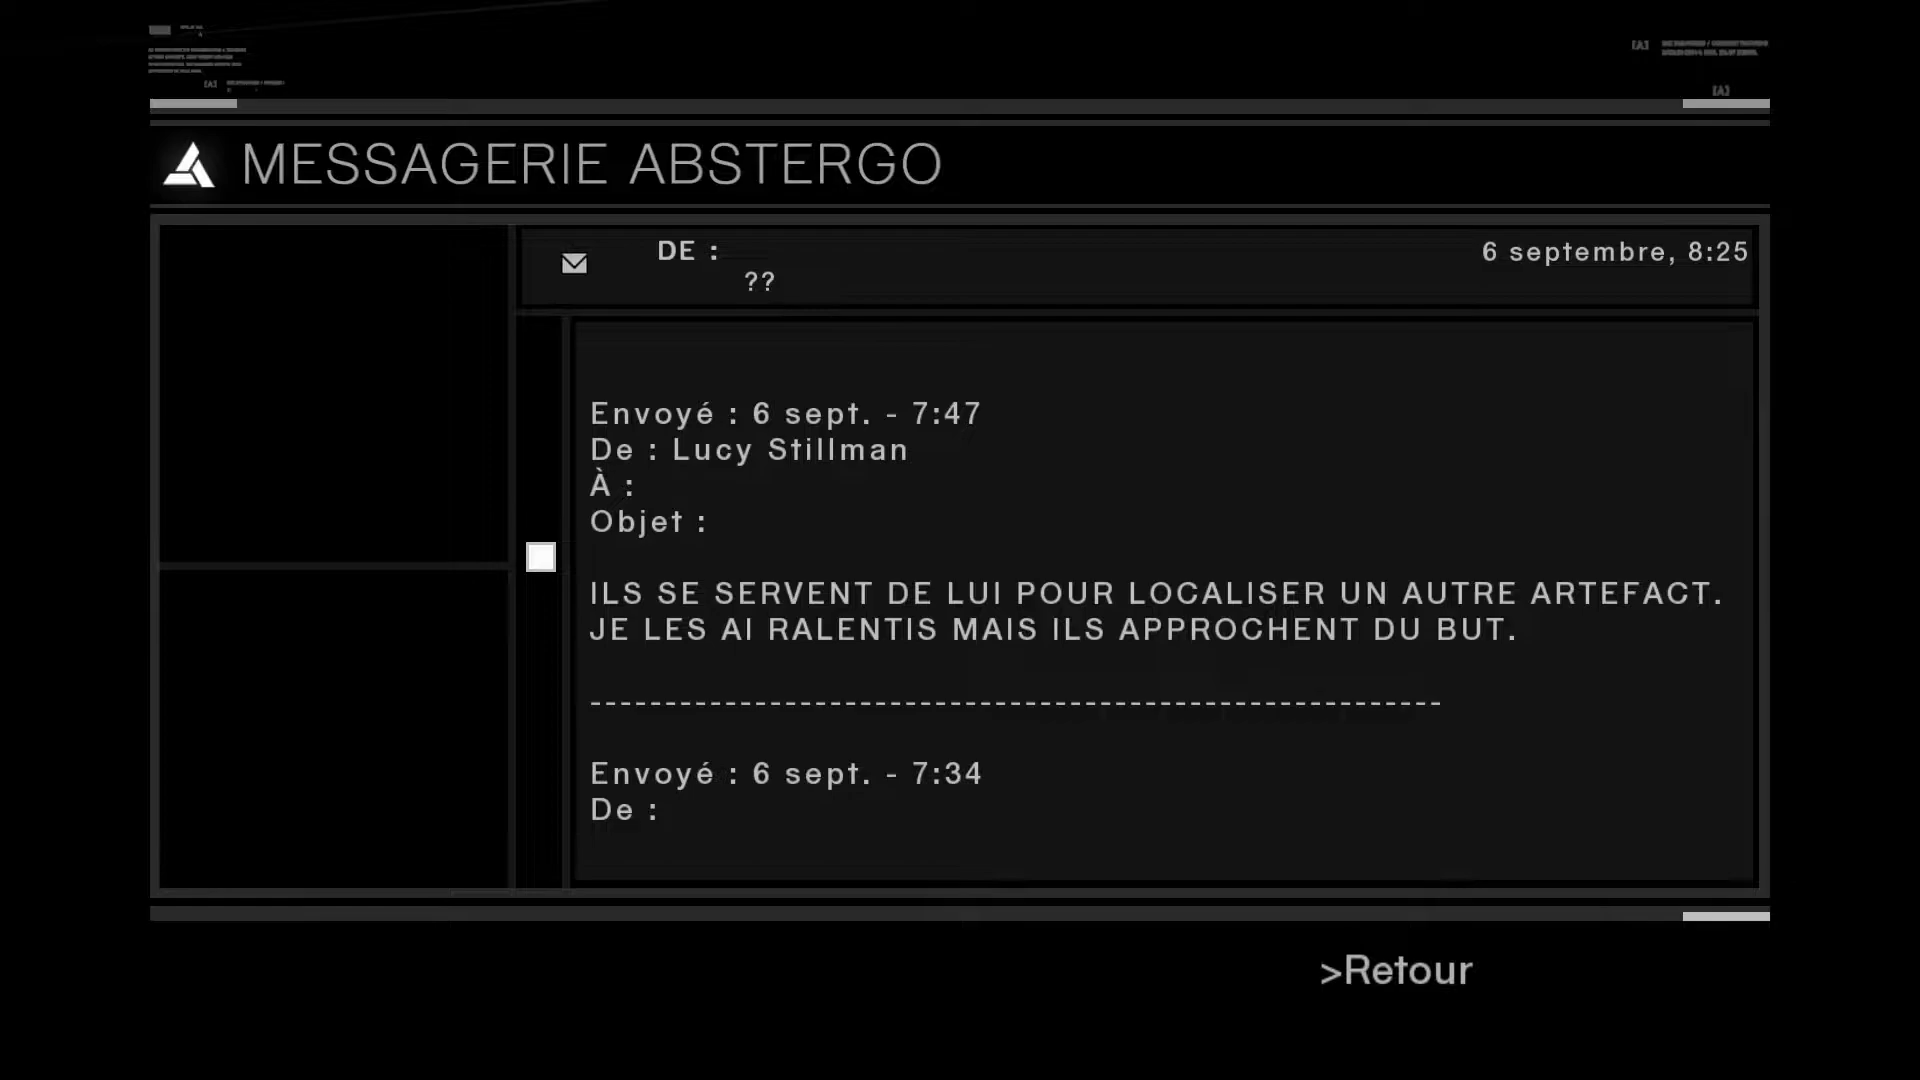 [A]
[A]
[A]
MESSAGERIE ABSTERGO
DE :
??
6 septembre, 8:25
Envoyé : 6 sept. - 7:47
De : Lucy Stillman
À :
Objet :
ILS SE SERVENT DE LUI POUR LOCALISER UN AUTRE ARTEFACT.
JE LES AI RALENTIS MAIS ILS APPROCHENT DU BUT.
---------------------------------------------------------
Envoyé : 6 sept. - 7:34
De :
>Retour